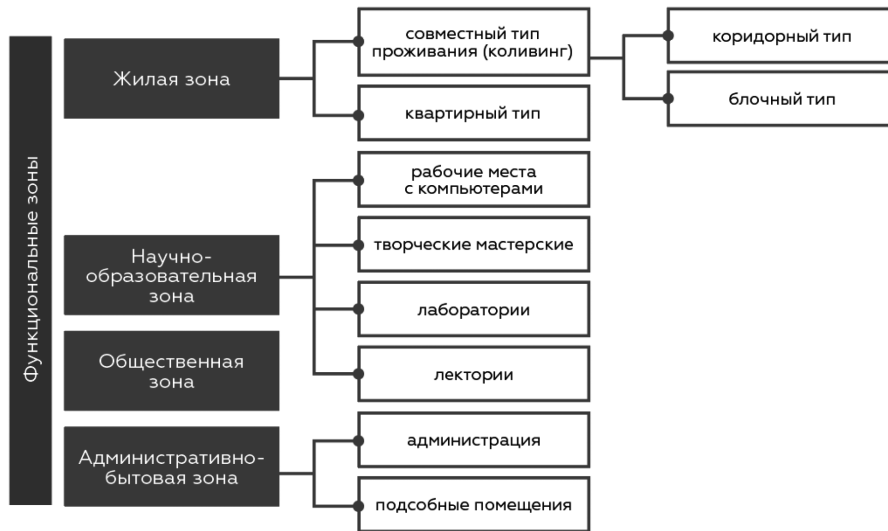 Функциональные зоны
Жилая зона
совместный тип
проживания (коливинг)
коридорный тип
блочный тип
квартирный тип
Научно-
образовательная
зона
рабочие места
с компьютерами
творческие мастерские
лаборатории
лектории
Общественная
зона
Административно-
бытовая зона
администрация
подсобные помещения